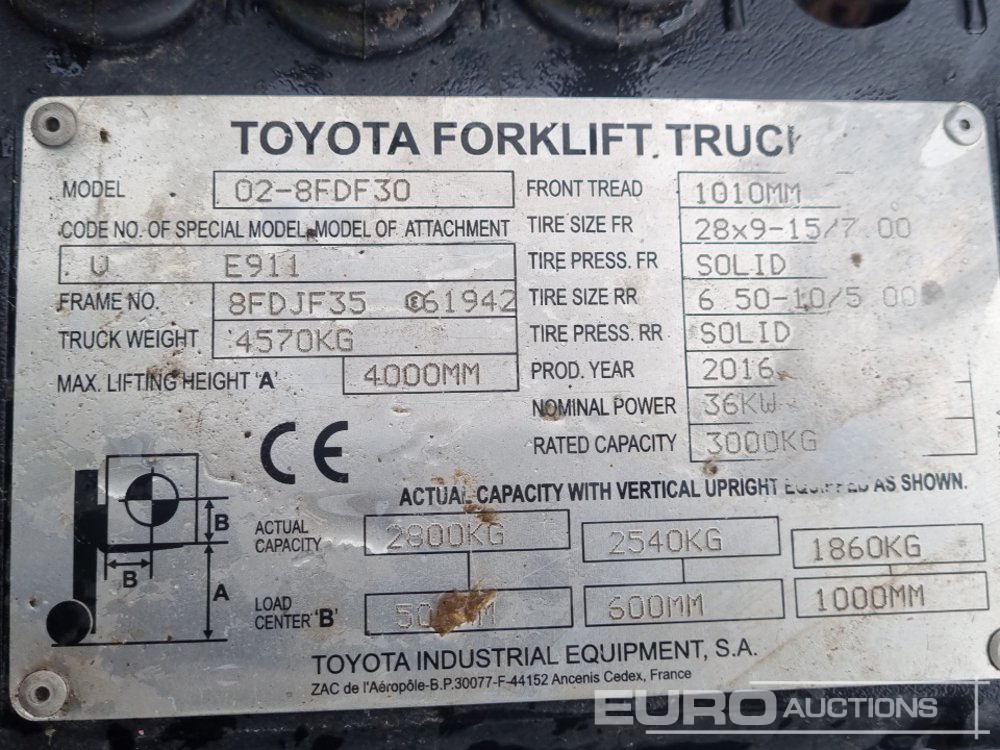 TOYOTA FORKLIFT TRUCK
MODEL 02-8FDF30
CODE NO. OF SPECIAL MODEL, MODEL OF ATTACHMENT
V E911
FRAME NO. 8FDJF35 E61942
TRUCK WEIGHT 4570KG
MAX. LIFTING HEIGHT 'A' 4000MM
FRONT TREAD 1010MM
TIRE SIZE FR 28x9-15/7.00
TIRE PRESS. FR SOLID
TIRE SIZE RR 6.50-10/5.00
TIRE PRESS. RR SOLID
PROD. YEAR 2016
NOMINAL POWER 36KW
RATED CAPACITY 3000KG
CE
ACTUAL CAPACITY WITH VERTICAL UPRIGHT EQUIPPED AS SHOWN.
B
B
A
ACTUAL CAPACITY 2800KG 2540KG 1860KG
LOAD CENTER 'B' 600MM 1000MM
TOYOTA INDUSTRIAL EQUIPMENT, S.A.
ZAC de l'Aéropôle-B.P.30077-F-44152 Ancenis Cedex, France
EURO AUCTIONS